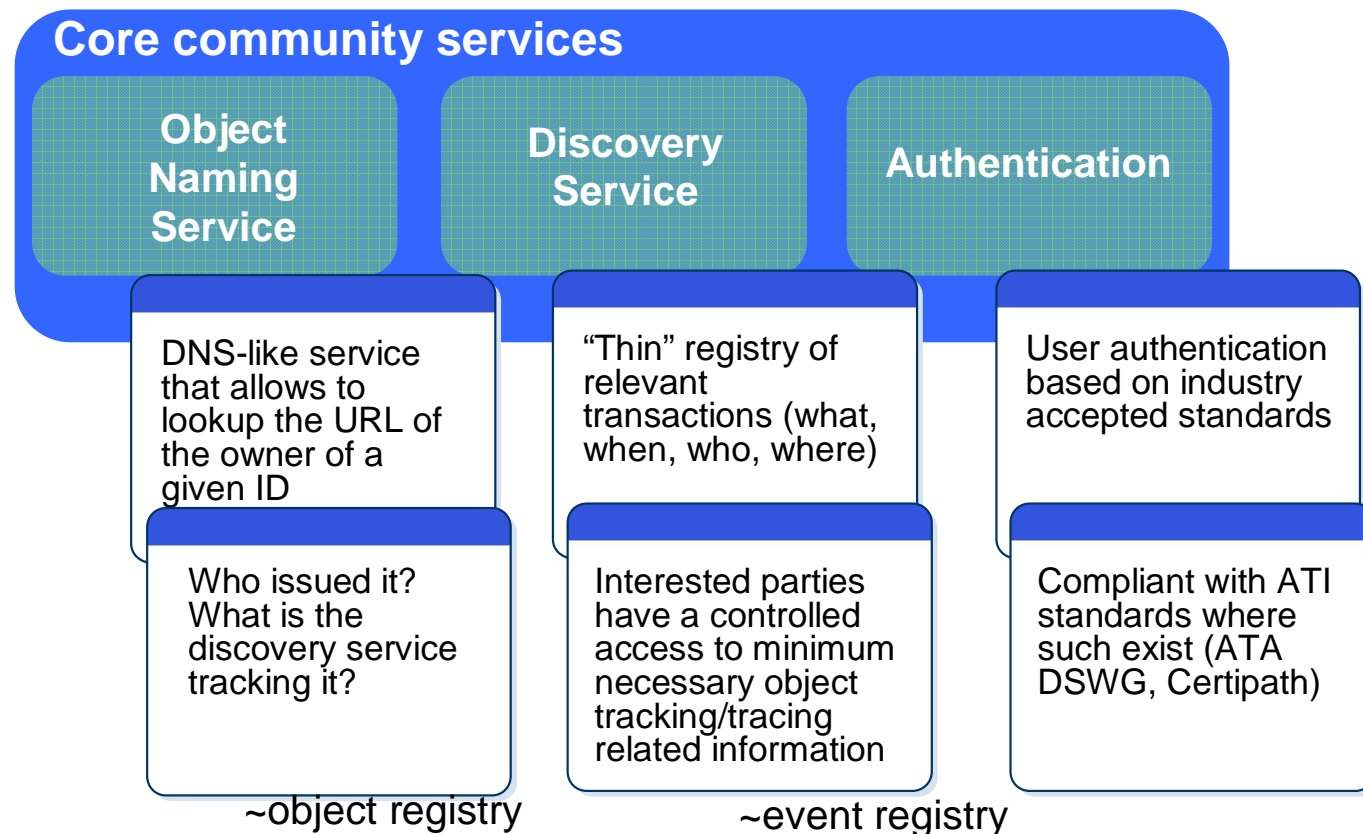 Core community services
Object
Naming
Service
Discovery
Service
Authentication
DNS-like service
that allows to
lookup the URL of
the owner of a
given ID
"Thin" registry of
relevant
transactions (what,
when, who, where)
User authentication
based on industry
accepted standards
Who issued it?
What is the
discovery service
tracking it?
Interested parties
have a controlled
access to minimum
necessary object
tracking/tracing
related information
Compliant with ATI
standards where
such exist (ATA
DSWG, Certipath)
~object registry
~event registry